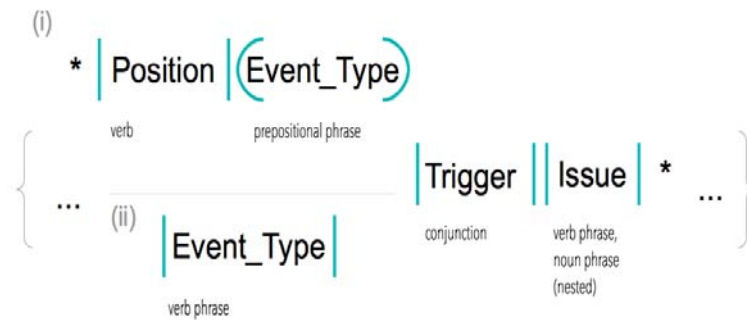 (i)
* Position (Event_Type)
verb prepositional phrase
... Trigger Issue * ...
(ii) conjunction verb phrase,
Event_Type noun phrase
(nested)
verb phrase